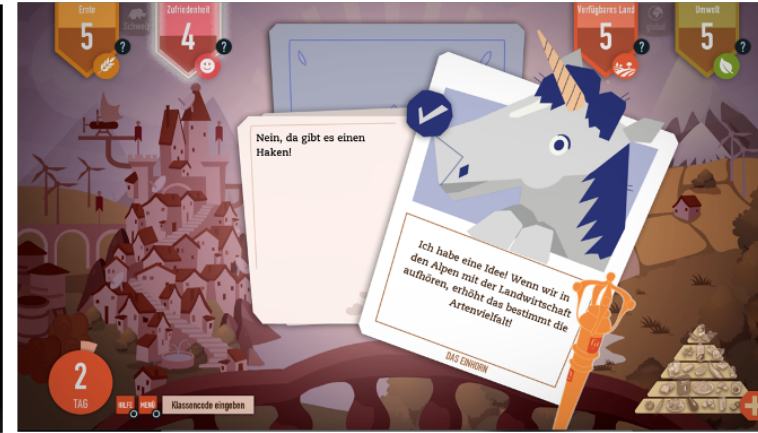 Ernte
Schweiz
Zufriedenheit
Verfügbares Land
global
Umwelt
5
?
4
?
5
?
5
?
Nein, da gibt es einen
Haken!
Ich habe eine Idee! Wenn wir in
den Alpen mit der Landwirtschaft
aufhören, erhöht das bestimmt die
Artenvielfalt!
DAS EINHORN
2
TAG
HILFE
MENÜ
Klassencode eingeben